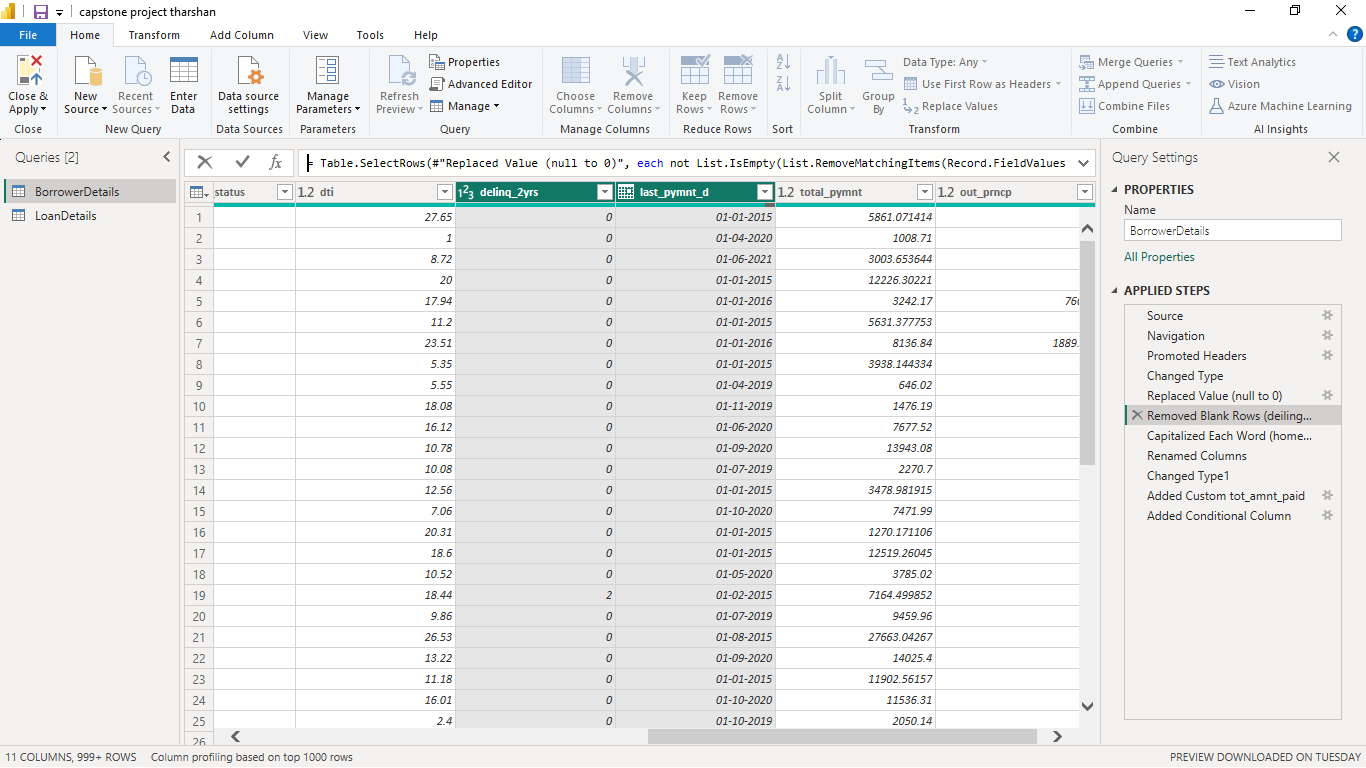 capstone project tharshan
File Home Transform Add Column View Tools Help
Close & Apply
New Source
Recent Sources
Enter Data
Data source settings
Manage Parameters
Refresh Preview
Properties
Advanced Editor
Manage
Choose Columns
Remove Columns
Keep Rows
Remove Rows
A Z
Z A
Split Column
Group By
Data Type: Any
Use First Row as Headers
1 2 Replace Values
Merge Queries
Append Queries
Combine Files
Text Analytics
Vision
Azure Machine Learning
Close New Query Data Sources Parameters Query Manage Columns Reduce Rows Sort Transform Combine AI Insights
Queries [2]
BorrowerDetails
LoanDetails
fx = Table.SelectRows(#"Replaced Value (null to 0)", each not List.IsEmpty(List.RemoveMatchingItems(Record.FieldValues
status 1.2 dti 123 delinq_2yrs last_pymnt_d 1.2 total_pymnt 1.2 out_prncp
1 27.65 0 01-01-2015 5861.071414
2 1 0 01-04-2020 1008.71
3 8.72 0 01-06-2021 3003.653644
4 20 0 01-01-2015 12226.30221
5 17.94 0 01-01-2016 3242.17
6 11.2 0 01-01-2015 5631.377753
7 23.51 0 01-01-2016 8136.84 1889.
8 5.35 0 01-01-2015 3938.144334
9 5.55 0 01-04-2019 646.02
10 18.08 0 01-11-2019 1476.19
11 16.12 0 01-06-2020 7677.52
12 10.78 0 01-09-2020 13943.08
13 10.08 0 01-07-2019 2270.7
14 12.56 0 01-01-2015 3478.981915
15 7.06 0 01-10-2020 7471.99
16 20.31 0 01-01-2015 1270.171106
17 18.6 0 01-01-2015 12519.26045
18 10.52 0 01-05-2020 3785.02
19 18.44 2 01-02-2015 7164.499852
20 9.86 0 01-07-2019 9459.96
21 26.53 0 01-08-2015 27663.04267
22 13.22 0 01-09-2020 14025.4
23 11.18 0 01-01-2015 11902.56157
24 16.01 0 01-10-2020 11536.31
25 2.4 0 01-10-2019 2050.14
26
Query Settings
PROPERTIES
Name
BorrowerDetails
All Properties
APPLIED STEPS
Source
Navigation
Promoted Headers
Changed Type
Replaced Value (null to 0)
Removed Blank Rows (deiling...
Capitalized Each Word (home...
Renamed Columns
Changed Type1
Added Custom tot_amnt_paid
Added Conditional Column
11 COLUMNS, 999+ ROWS Column profiling based on top 1000 rows
PREVIEW DOWNLOADED ON TUESDAY